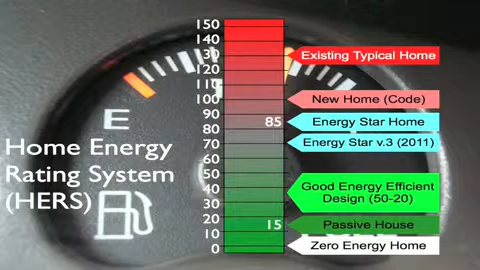 150
140
130
120
110
100
90
80
70
60
50
40
30
20
10
0
85
15
Existing Typical Home
New Home (Code)
Energy Star Home
Energy Star v.3 (2011)
Good Energy Efficient
Design (50-20)
Passive House
Zero Energy Home
E
Home Energy
Rating System
(HERS)